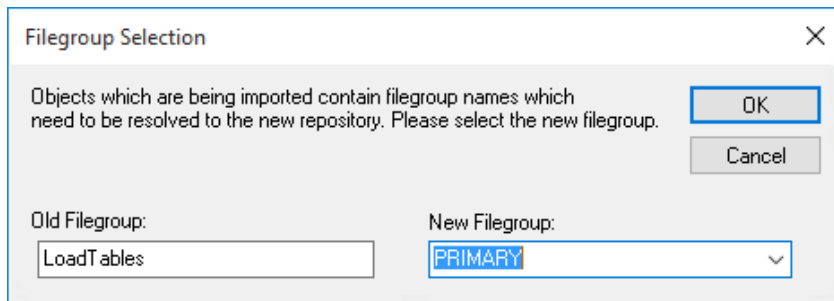 Filegroup Selection
Objects which are being imported contain filegroup names which
need to be resolved to the new repository. Please select the new filegroup.
OK
Cancel
Old Filegroup:
New Filegroup:
LoadTables
PRIMARY